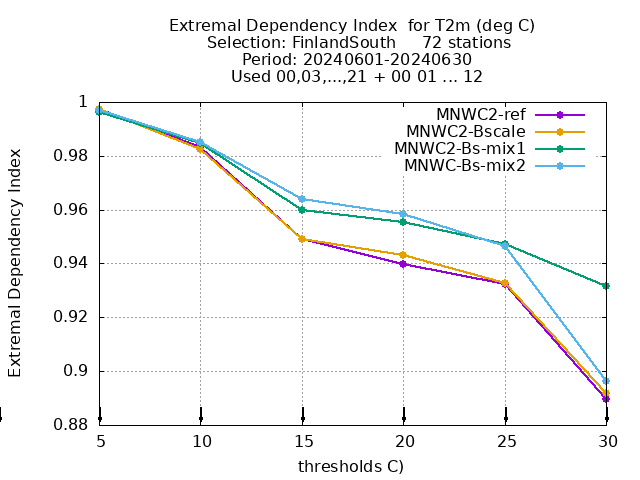 Extremal Dependency Index  for T2m (deg C)
Selection: FinlandSouth     72 stations
Period: 20240601-20240630
Used 00,03,...,21 + 00 01 ... 12
MNWC2-ref
MNWC2-Bscale
MNWC2-Bs-mix1
MNWC-Bs-mix2
Extremal Dependency Index
1
0.98
0.96
0.94
0.92
0.9
0.88
5 10 15 20 25 30
thresholds C)